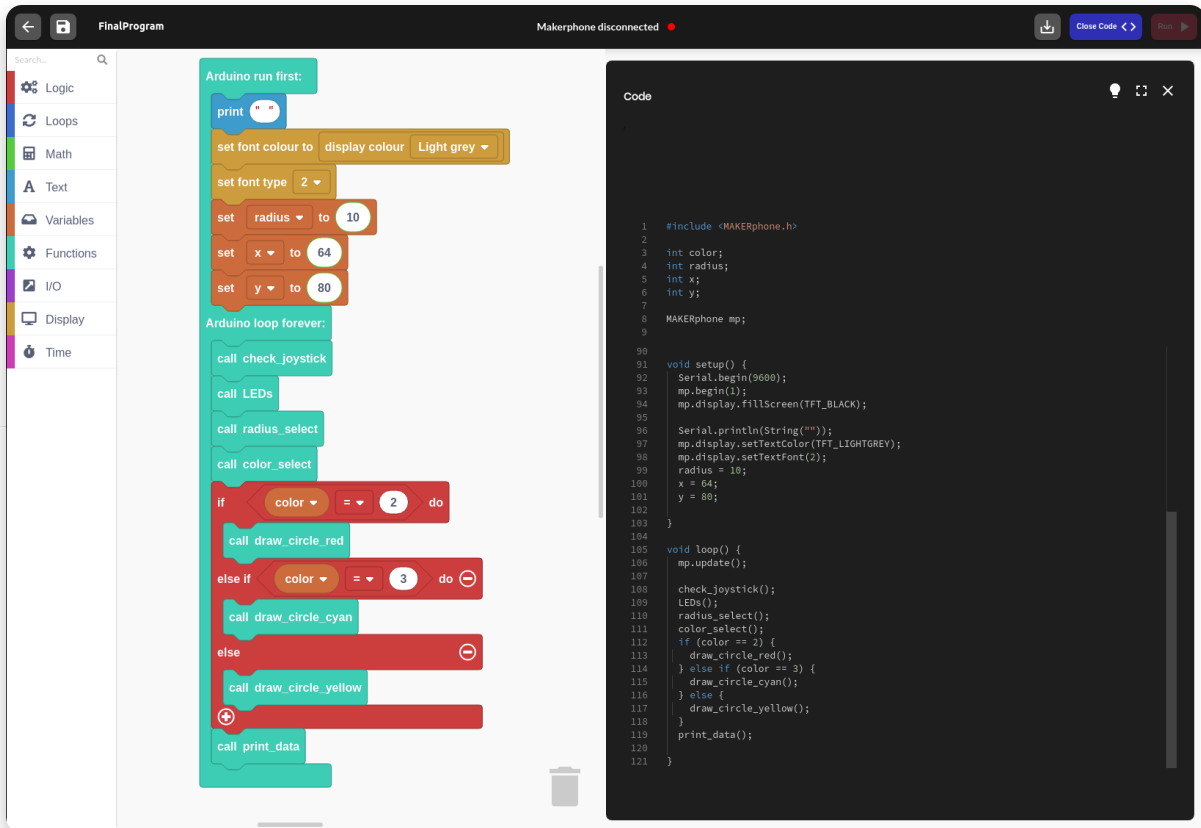 FinalProgram
Makerphone disconnected
Close Code < >
Run
Search...
Logic
Loops
Math
Text
Variables
Functions
I/O
Display
Time
Arduino run first:
print " "
set font colour to display colour Light grey
set font type 2
set radius to 10
set x to 64
set y to 80
Arduino loop forever:
call check_joystick
call LEDs
call radius_select
call color_select
if color = 2 do
call draw_circle_red
else if color = 3 do
call draw_circle_cyan
else
call draw_circle_yellow
call print_data
Code
1 #include <MAKERphone.h>
2
3 int color;
4 int radius;
5 int x;
6 int y;
7
8 MAKERphone mp;
9
90
91 void setup() {
92 Serial.begin(9600);
93 mp.begin(1);
94 mp.display.fillScreen(TFT_BLACK);
95
96 Serial.println(String(""));
97 mp.display.setTextColor(TFT_LIGHTGREY);
98 mp.display.setTextFont(2);
99 radius = 10;
100 x = 64;
101 y = 80;
102
103 }
104
105 void loop() {
106 mp.update();
107
108 check_joystick();
109 LEDs();
110 radius_select();
111 color_select();
112 if (color == 2) {
113 draw_circle_red();
114 } else if (color == 3) {
115 draw_circle_cyan();
116 } else {
117 draw_circle_yellow();
118 }
119 print_data();
120
121 }